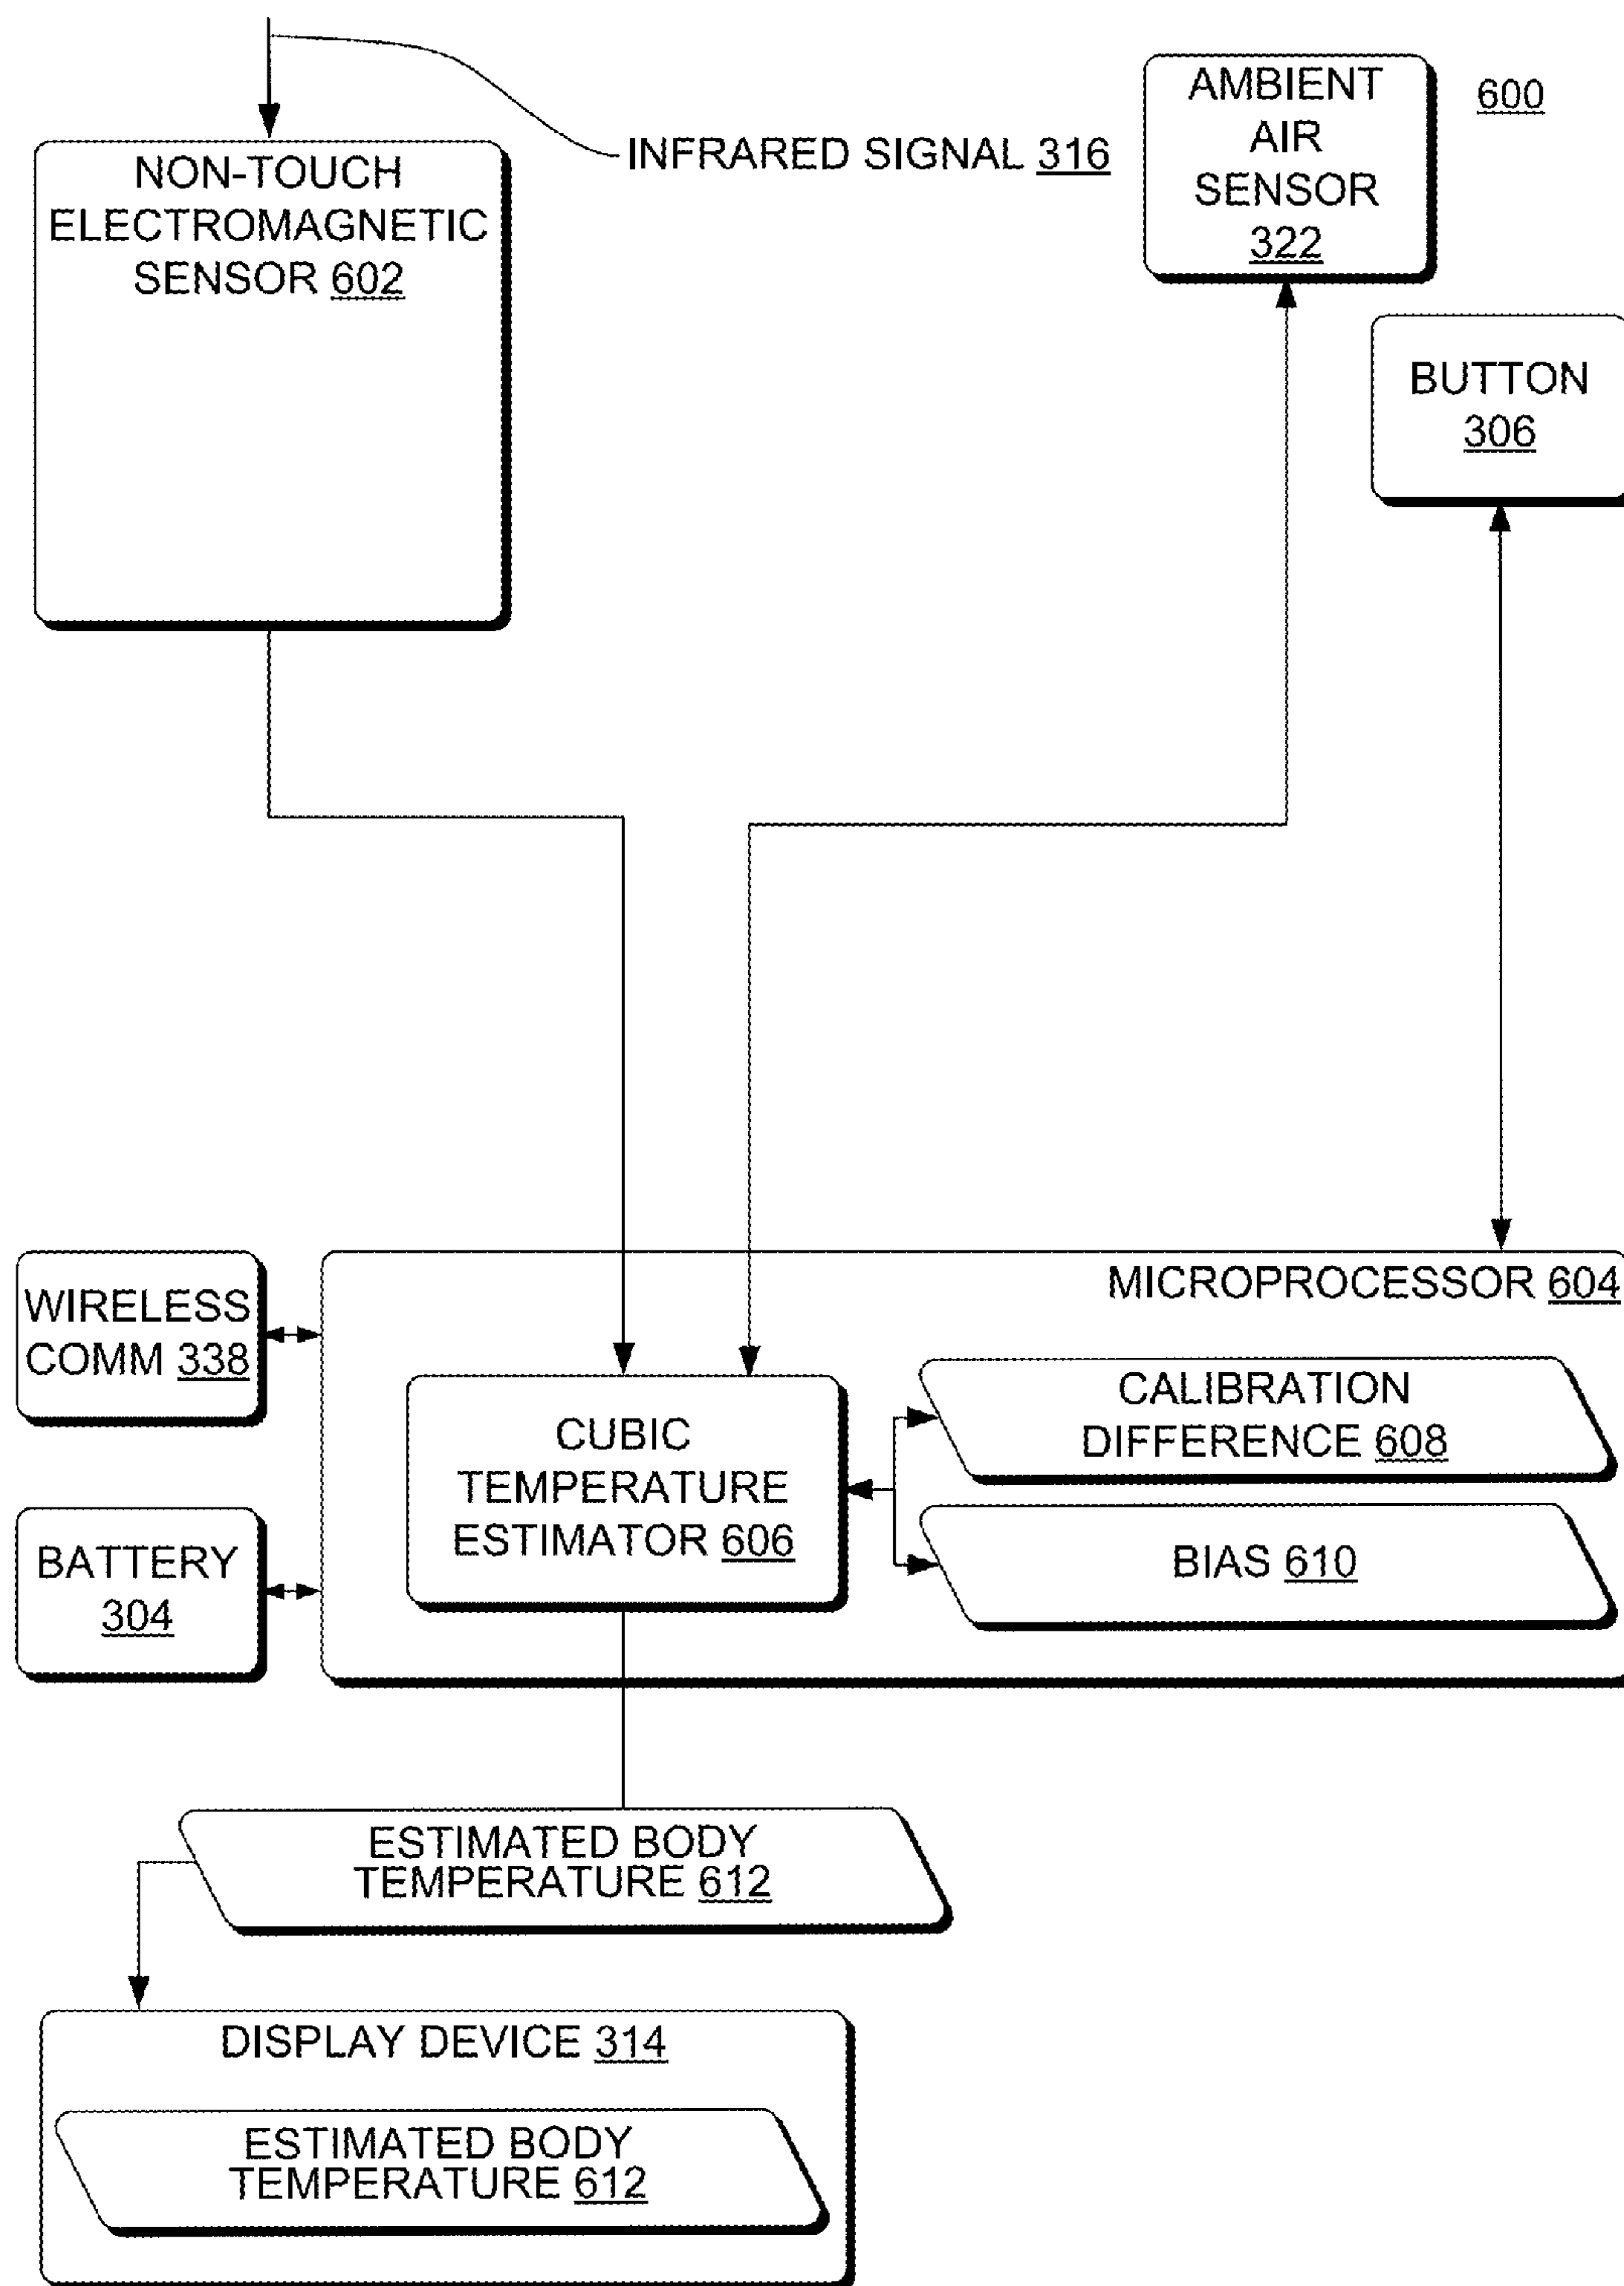 INFRARED SIGNAL 316
AMBIENT
AIR
SENSOR
322
600
NON-TOUCH
ELECTROMAGNETIC
SENSOR 602
BUTTON
306
MICROPROCESSOR 604
WIRELESS
COMM 338
CUBIC
TEMPERATURE
ESTIMATOR 606
CALIBRATION
DIFFERENCE 608
BIAS 610
BATTERY
304
ESTIMATED BODY
TEMPERATURE 612
DISPLAY DEVICE 314
ESTIMATED BODY
TEMPERATURE 612